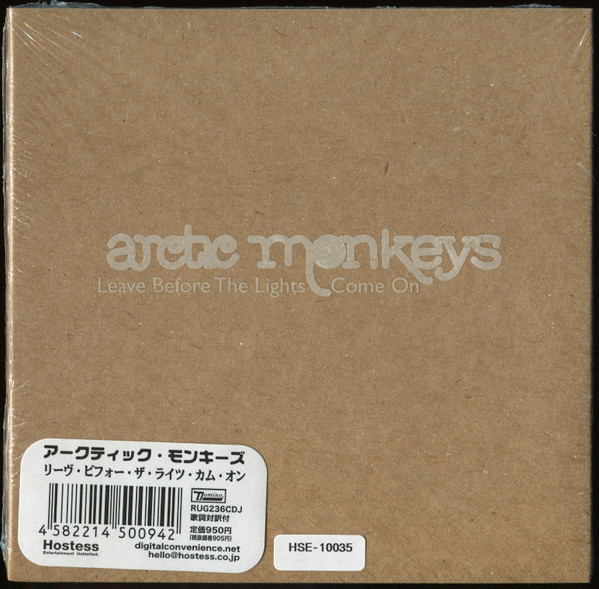 arctic monkeys
Leave Before The Lights Come On
アークティック・モンキーズ
リーヴ・ビフォー・ザ・ライツ・カム・オン
Domino
RUG236CDJ
歌詞対訳付
定価950円
(税抜価格905円)
4 582214 500942
Hostess
Entertainment Unlimited.
digitalconvenience.net
hello@hostess.co.jp
HSE-10035